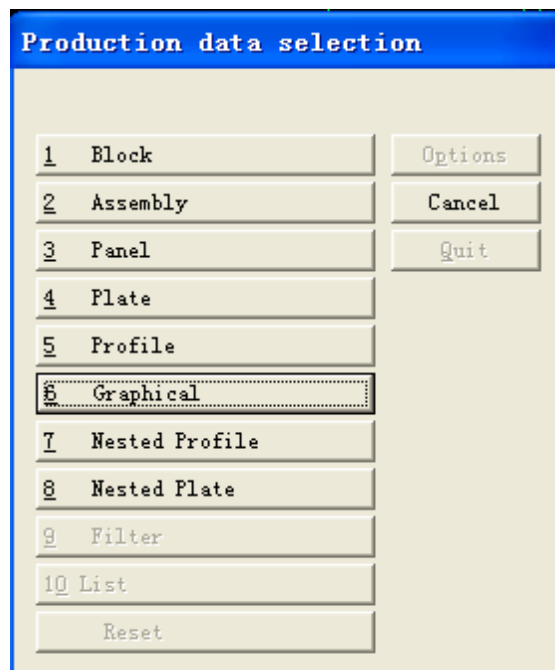 Production data selection
1 Block
Options
2 Assembly
Cancel
3 Panel
Quit
4 Plate
5 Profile
6 Graphical
7 Nested Profile
8 Nested Plate
9 Filter
10 List
Reset